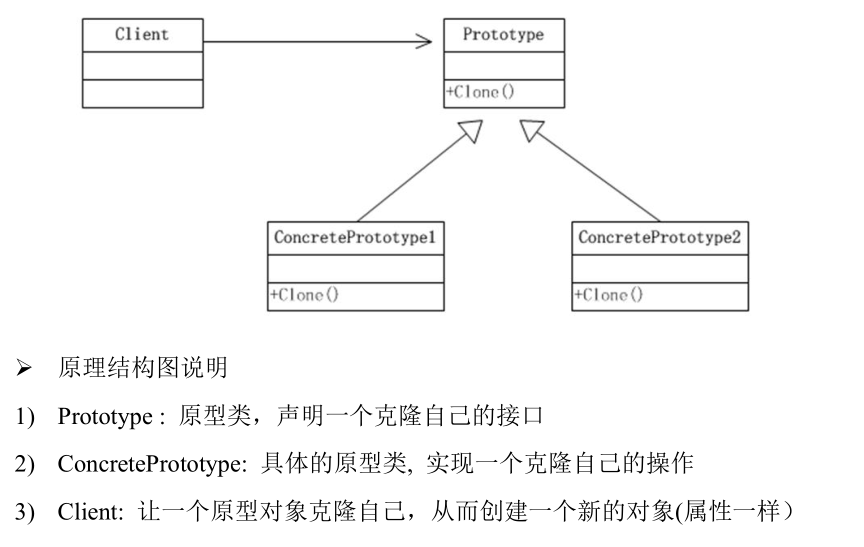 Client
Prototype
+Clone()
ConcretePrototype1
ConcretePrototype2
+Clone()
+Clone()
➢ 原理结构图说明
1) Prototype : 原型类，声明一个克隆自己的接口
2) ConcretePrototype: 具体的原型类, 实现一个克隆自己的操作
3) Client: 让一个原型对象克隆自己，从而创建一个新的对象(属性一样）